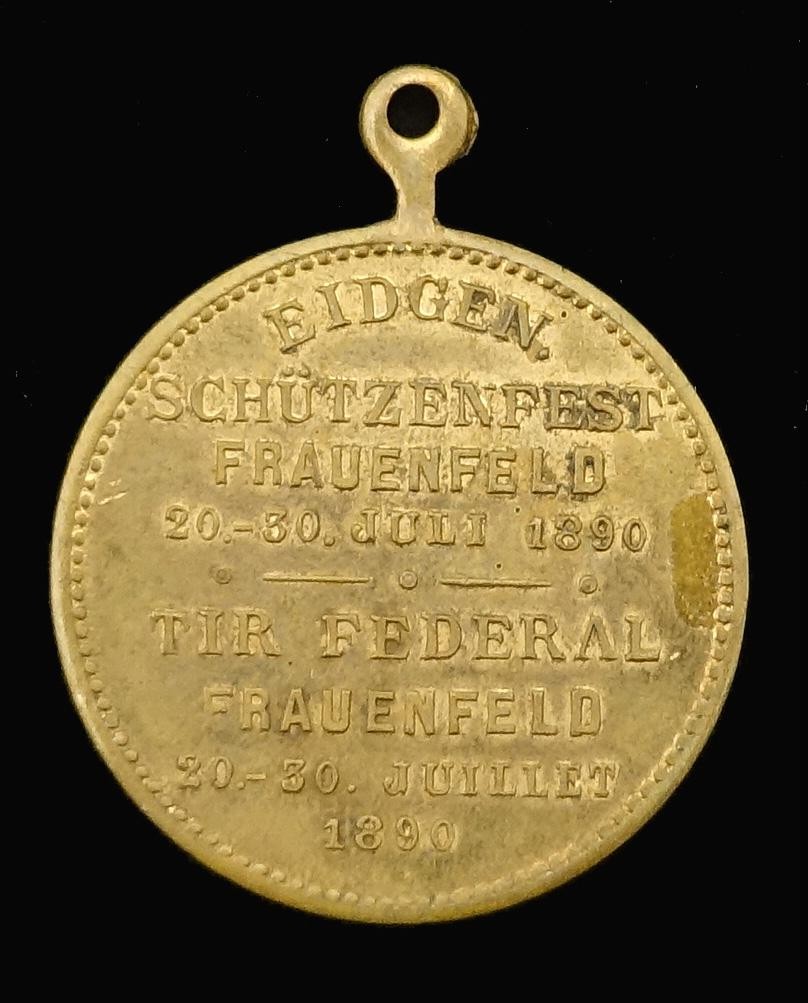 EIDGEN.
SCHÜTZENFEST
FRAUENFELD
20.-30. JULI 1890
TIR FEDERAL
FRAUENFELD
20.-30. JUILLET
1890